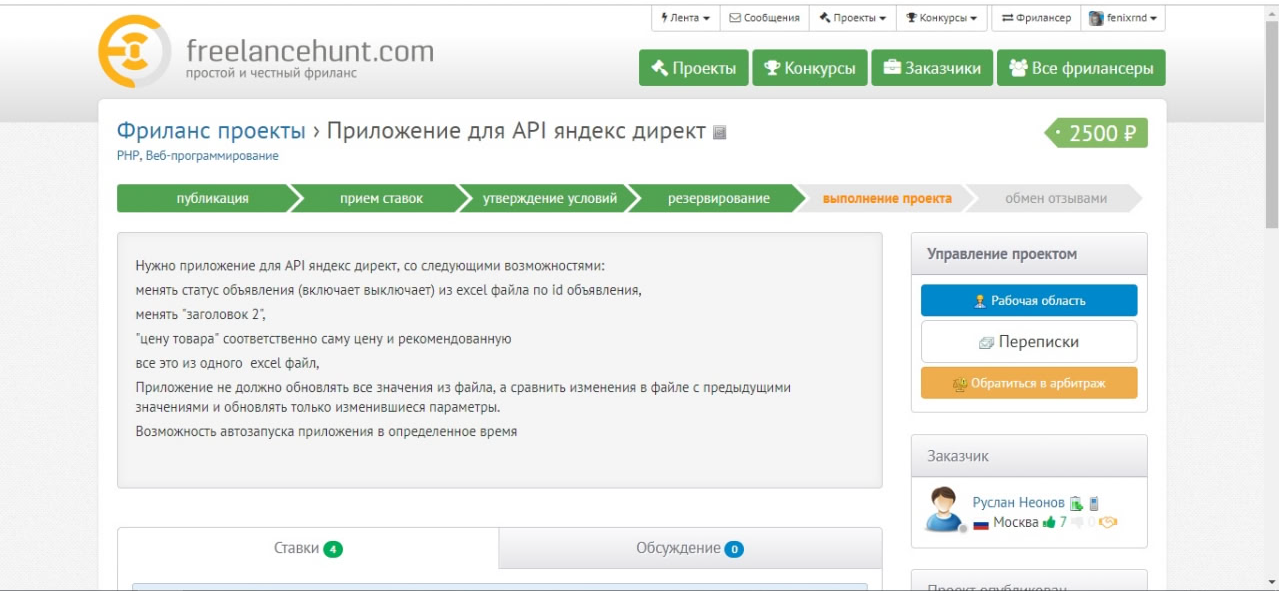 Лента
Сообщения
Проекты
Конкурсы
Фрилансер
fenixrnd
freelancehunt.com
простой и честный фриланс
Проекты
Конкурсы
Заказчики
Все фрилансеры
Фриланс проекты › Приложение для API яндекс директ
2500 ₽
PHP, Веб-программирование
публикация
прием ставок
утверждение условий
резервирование
выполнение проекта
обмен отзывами
Нужно приложение для API яндекс директ, со следующими возможностями:
менять статус объявления (включает выключает) из excel файла по id объявления,
менять "заголовок 2",
"цену товара" соответственно саму цену и рекомендованную
все это из одного excel файл,
Приложение не должно обновлять все значения из файла, а сравнить изменения в файле с предыдущими
значениями и обновлять только изменившиеся параметры.
Возможность автозапуска приложения в определенное время
Управление проектом
Рабочая область
Переписки
Обратиться в арбитраж
Заказчик
Руслан Неонов
Москва 7 0
Ставки 4
Обсуждение 0
Проект опубликован